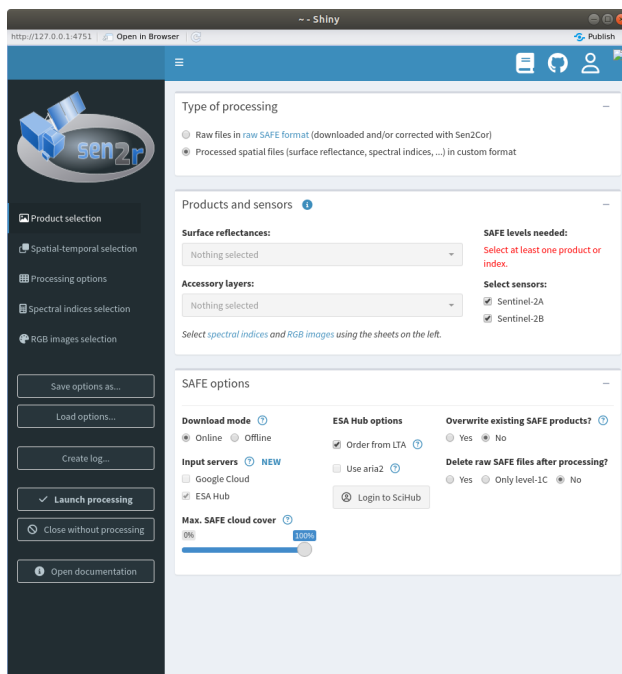 ~ - Shiny
http://127.0.0.1:4751 Open in Browser Publish
sen2r
Product selection
Spatial-temporal selection
Processing options
Spectral indices selection
RGB images selection
Save options as...
Load options...
Create log...
Launch processing
Close without processing
Open documentation
Type of processing
Raw files in raw SAFE format (downloaded and/or corrected with Sen2Cor)
Processed spatial files (surface reflectance, spectral indices, ...) in custom format
Products and sensors
Surface reflectances:
Nothing selected
Accessory layers:
Nothing selected
Select spectral indices and RGB images using the sheets on the left.
SAFE levels needed:
Select at least one product or
index.
Select sensors:
Sentinel-2A
Sentinel-2B
SAFE options
Download mode
Online Offline
Input servers NEW
Google Cloud
ESA Hub
Max. SAFE cloud cover
0% 100%
ESA Hub options
Order from LTA
Use aria2
Login to SciHub
Overwrite existing SAFE products?
Yes No
Delete raw SAFE files after processing?
Yes Only level-1C No